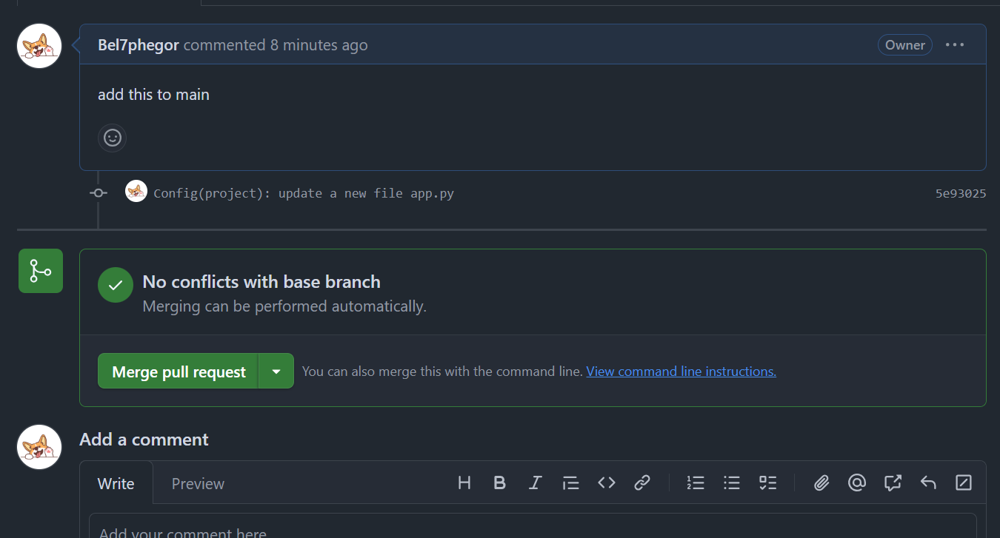 Bel7phegor commented 8 minutes ago
Owner
add this to main
Config(project): update a new file app.py
5e93025
No conflicts with base branch
Merging can be performed automatically.
Merge pull request
You can also merge this with the command line. View command line instructions.
Add a comment
Write
Preview
Add your comment here